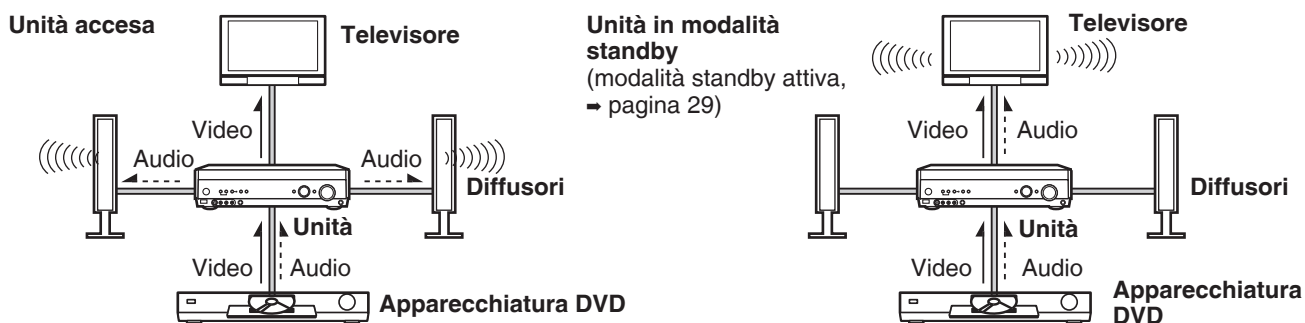 Unità accesa
Televisore
Video
Audio
Audio
Diffusori
Unità
Video
Audio
Apparecchiatura DVD
Unità in modalità
standby
(modalità standby attiva,
➡ pagina 29)
Televisore
Video
Audio
Diffusori
Unità
Video
Audio
Apparecchiatura
DVD